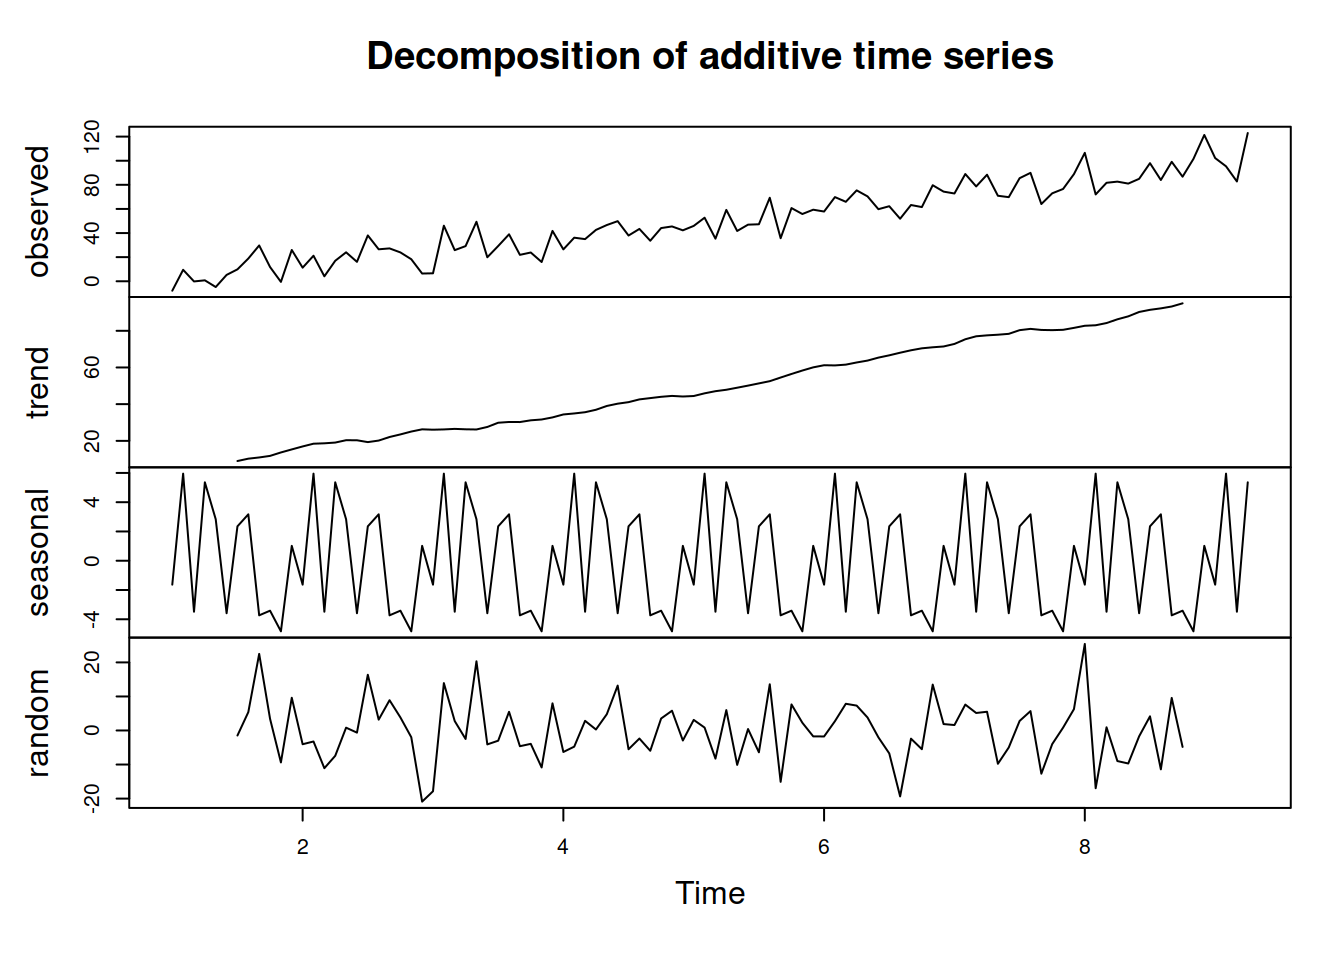 Decomposition of additive time series
observed
0 40 80 120
trend
20 60
seasonal
-4 0 4
random
-20 0 20
2 4 6 8
Time